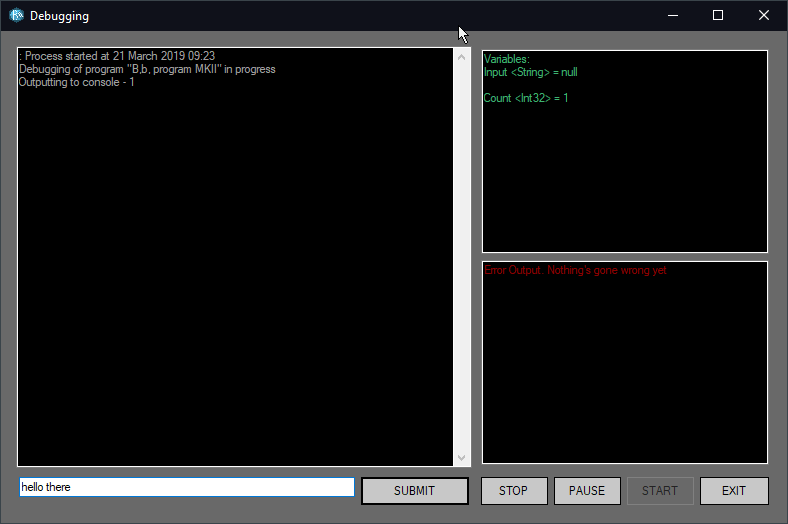 Debugging
: Process started at 21 March 2019 09:23
Debugging of program "B,b, program MKII" in progress
Outputting to console - 1
Variables:
Input <String> = null
Count <Int32> = 1
Error Output. Nothing's gone wrong yet
hello there
SUBMIT
STOP
PAUSE
START
EXIT